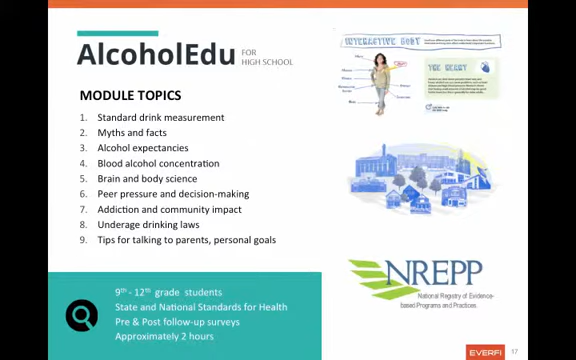 AlcoholEdu FOR
HIGH SCHOOL
MODULE TOPICS
1. Standard drink measurement
2. Myths and facts
3. Alcohol expectancies
4. Blood alcohol concentration
5. Brain and body science
6. Peer pressure and decision-making
7. Addiction and community impact
8. Underage drinking laws
9. Tips for talking to parents, personal goals
9th - 12th grade students
State and National Standards for Health
Pre & Post follow-up surveys
Approximately 2 hours
INTERACTIVE BODY
THE HEART
NREPP
National Registry of Evidence-
based Programs and Practices
EVERFI
17